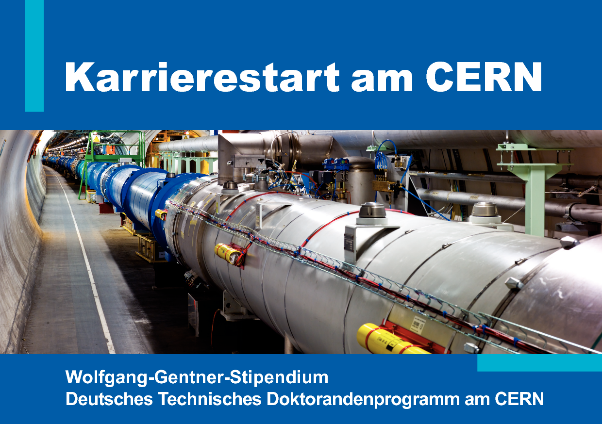 Karrierestart am CERN
Wolfgang-Gentner-Stipendium
Deutsches Technisches Doktorandenprogramm am CERN